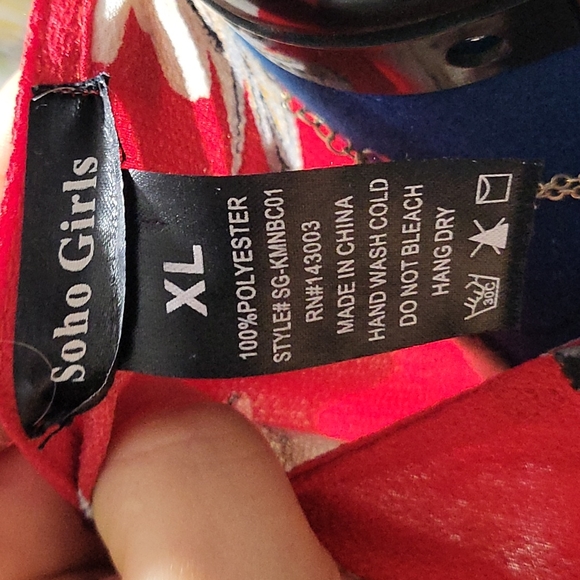 Soho Girls
XL
100%POLYESTER
STYLE# SG-KMNBC01
RN#143003
MADE IN CHINA
HAND WASH COLD
DO NOT BLEACH
HANG DRY
30C